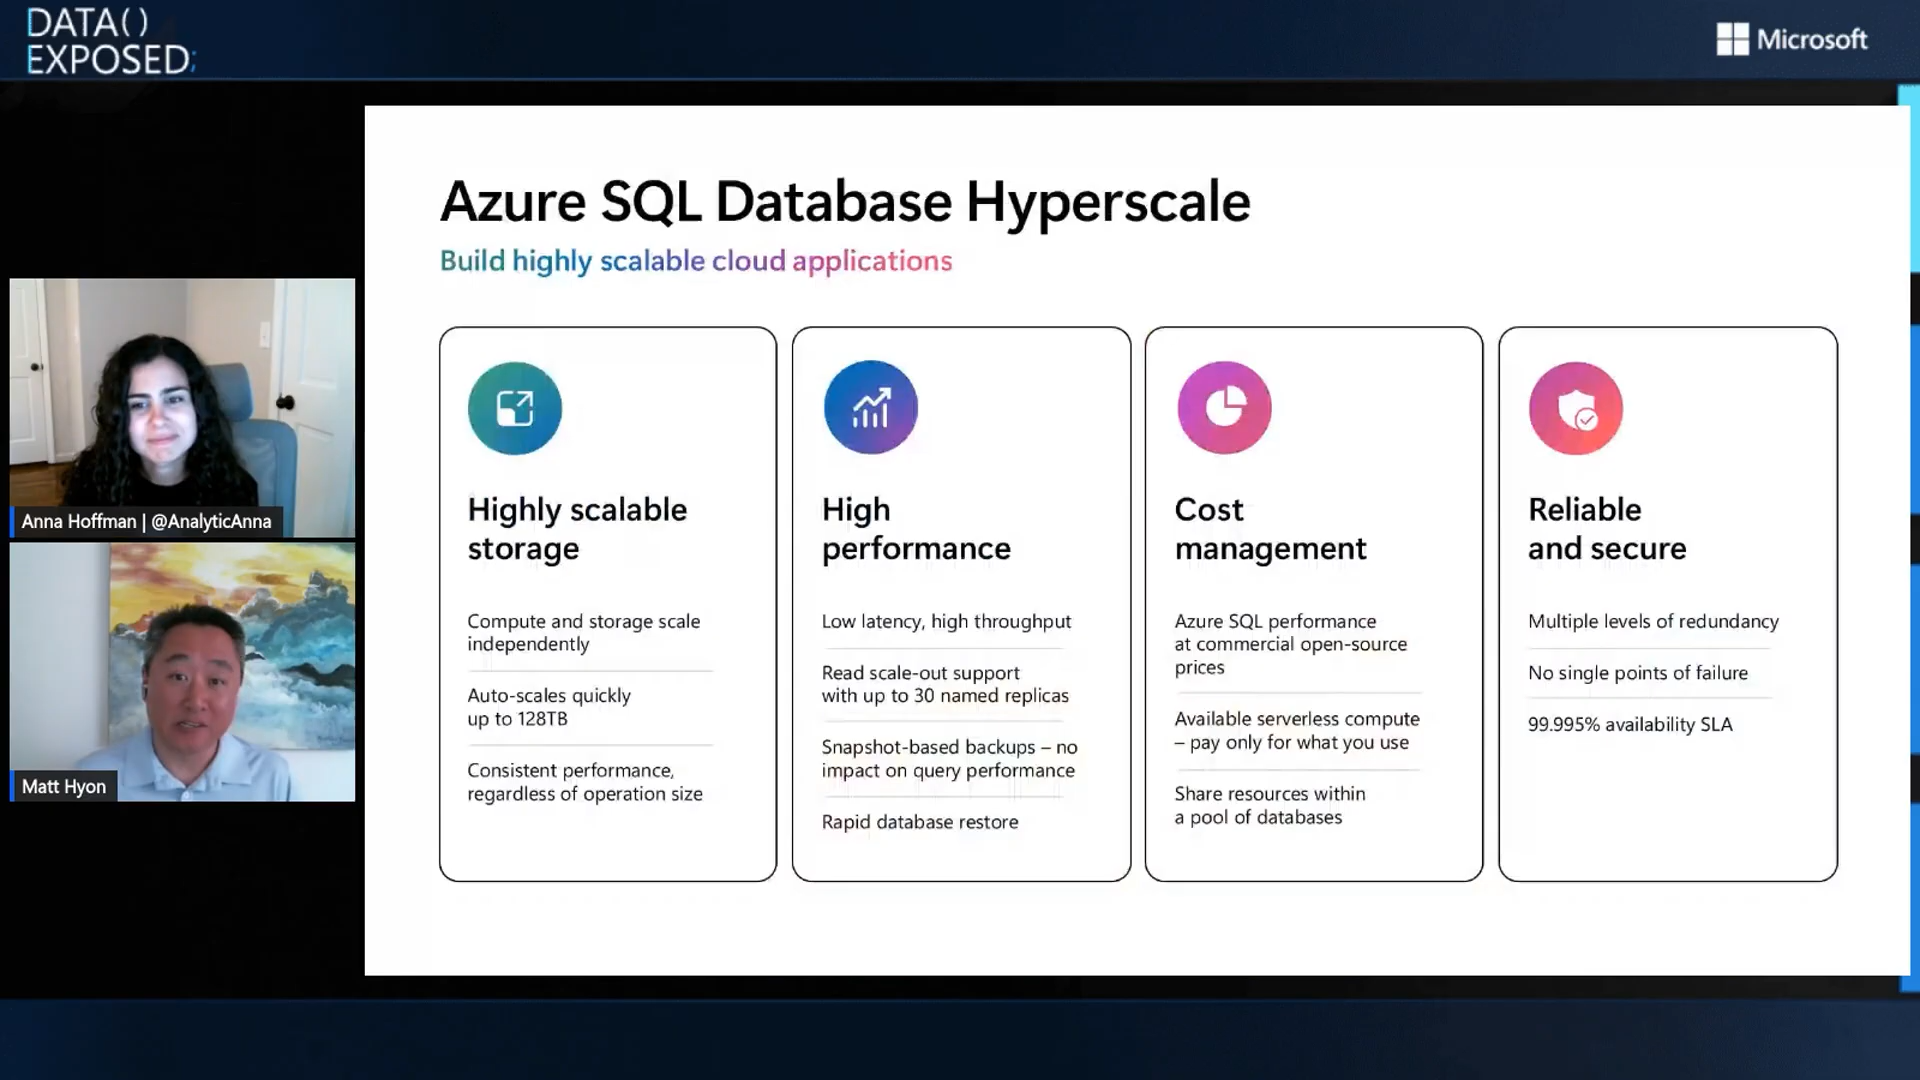 DATA()
EXPOSED;
Microsoft
Azure SQL Database Hyperscale
Build highly scalable cloud applications
Highly scalable
storage
Compute and storage scale
independently
Auto-scales quickly
up to 128TB
Consistent performance,
regardless of operation size
High
performance
Low latency, high throughput
Read scale-out support
with up to 30 named replicas
Snapshot-based backups – no
impact on query performance
Rapid database restore
Cost
management
Azure SQL performance
at commercial open-source
prices
Available serverless compute
– pay only for what you use
Share resources within
a pool of databases
Reliable
and secure
Multiple levels of redundancy
No single points of failure
99.995% availability SLA
Anna Hoffman | @AnalyticAnna
Matt Hyon